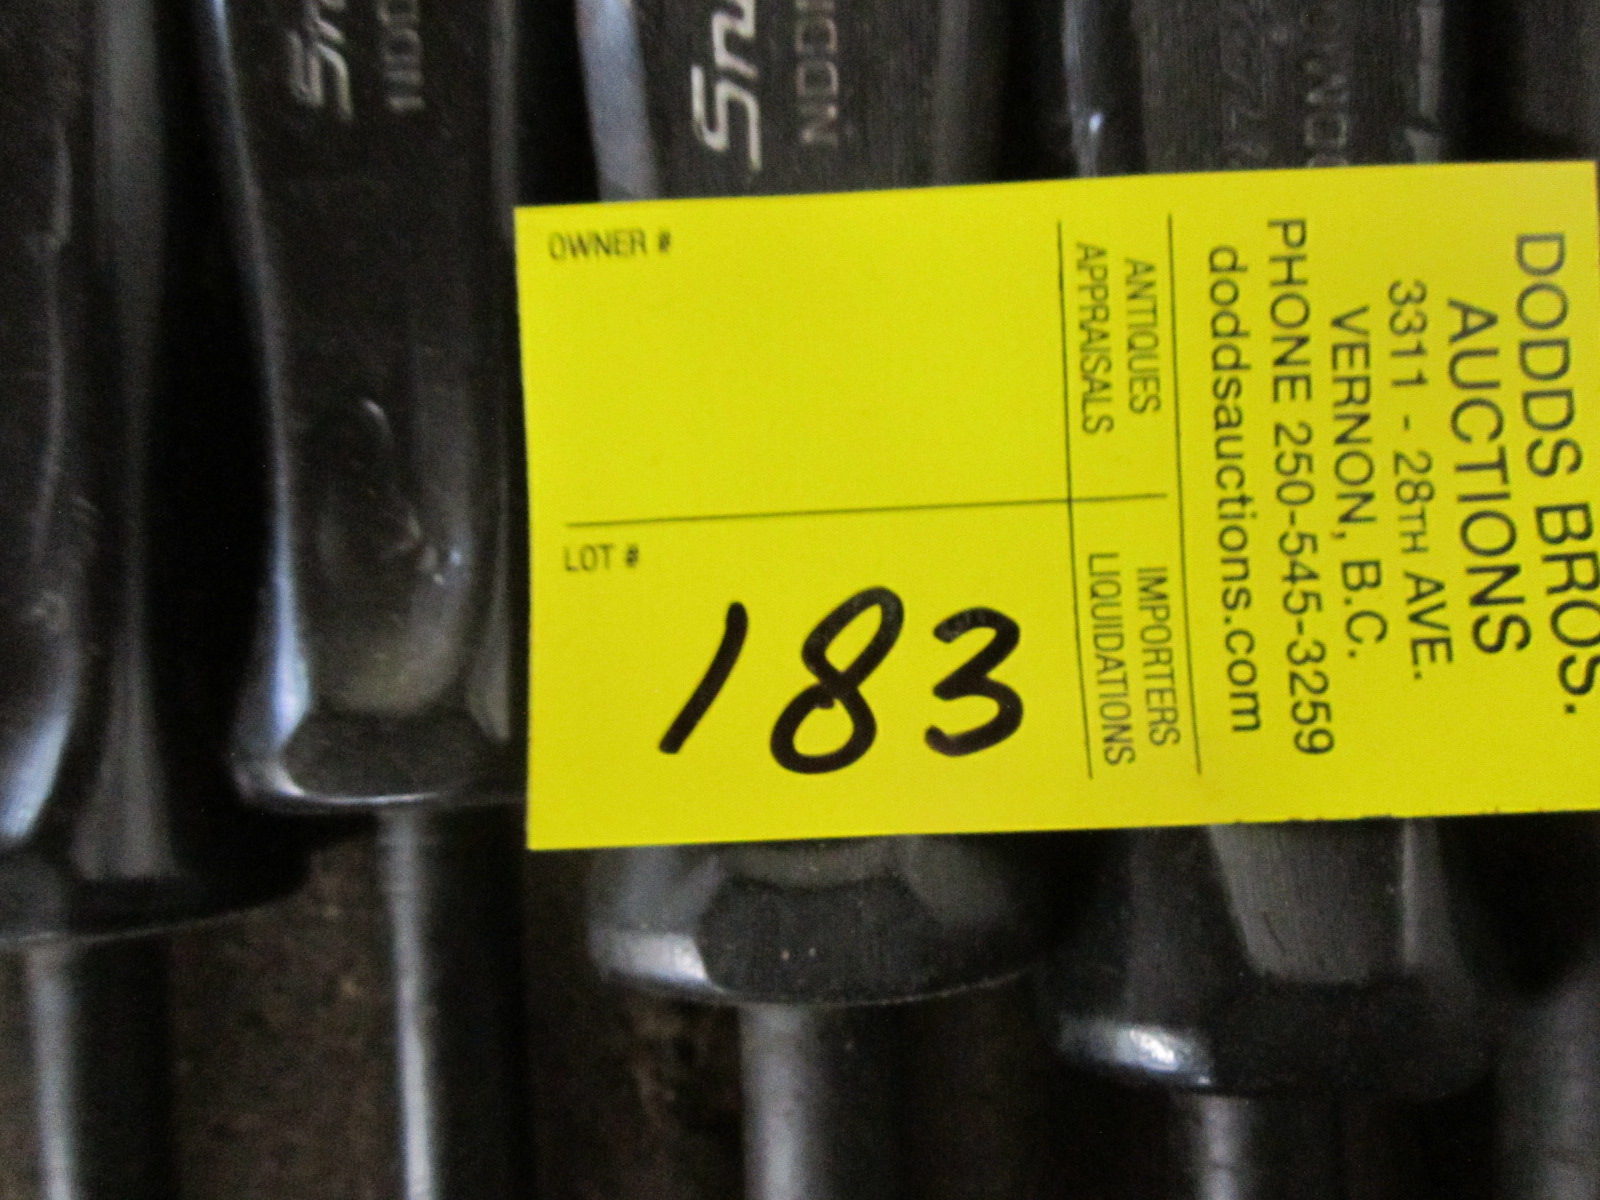 DODDS BROS.
AUCTIONS
3311 - 28TH AVE.
VERNON, B.C.
PHONE 250-545-3259
doddsauctions.com
ANTIQUES
APPRAISALS
IMPORTERS
LIQUIDATIONS
OWNER #
LOT #
183